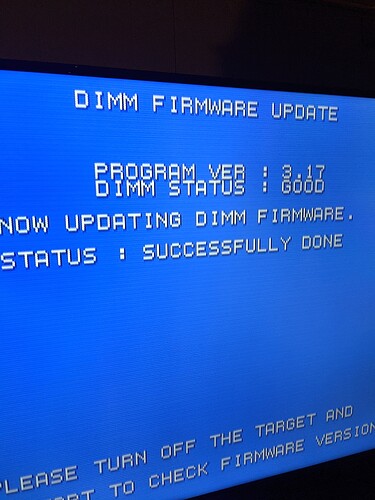 DIMM FIRMWARE UPDATE
PROGRAM VER : 3.17
DIMM STATUS : GOOD
NOW UPDATING DIMM FIRMWARE.
STATUS : SUCCESSFULLY DONE
PLEASE TURN OFF THE TARGET AND
TO CHECK FIRMWARE VERSION